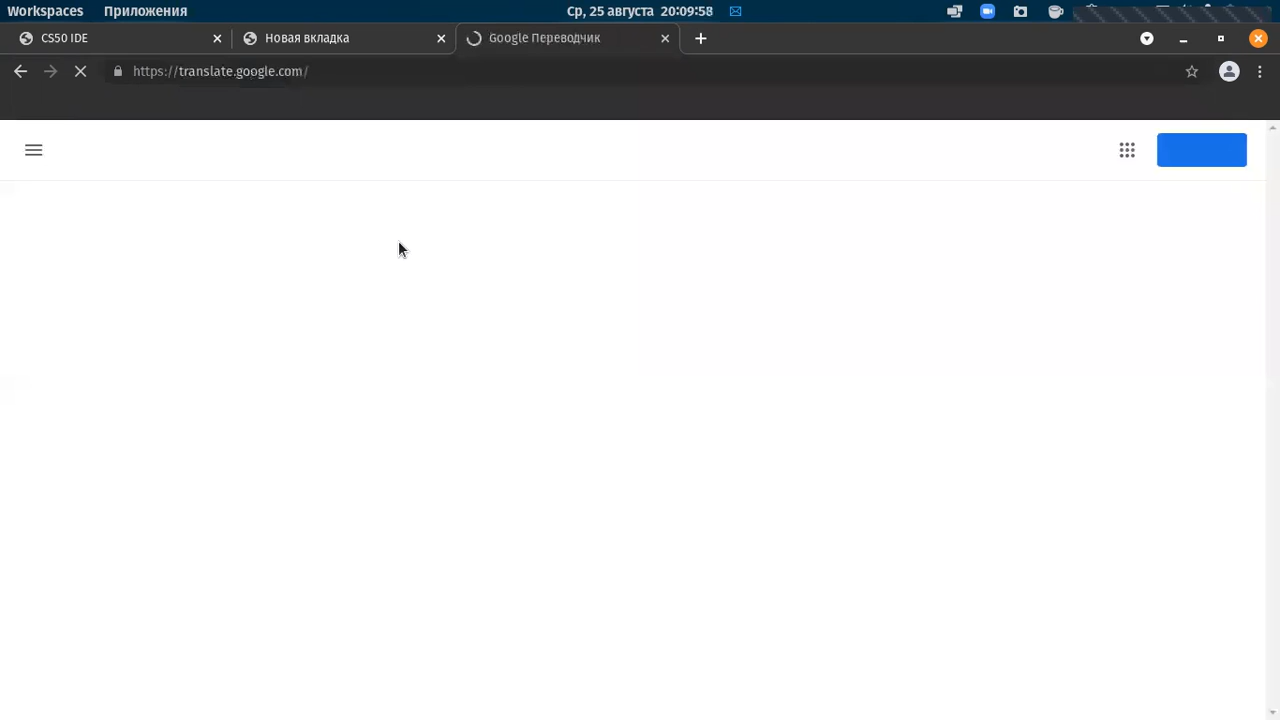 Workspaces Приложения Ср, 25 августа 20:09:58
CS50 IDE Новая вкладка Google Переводчик
https://translate.google.com/